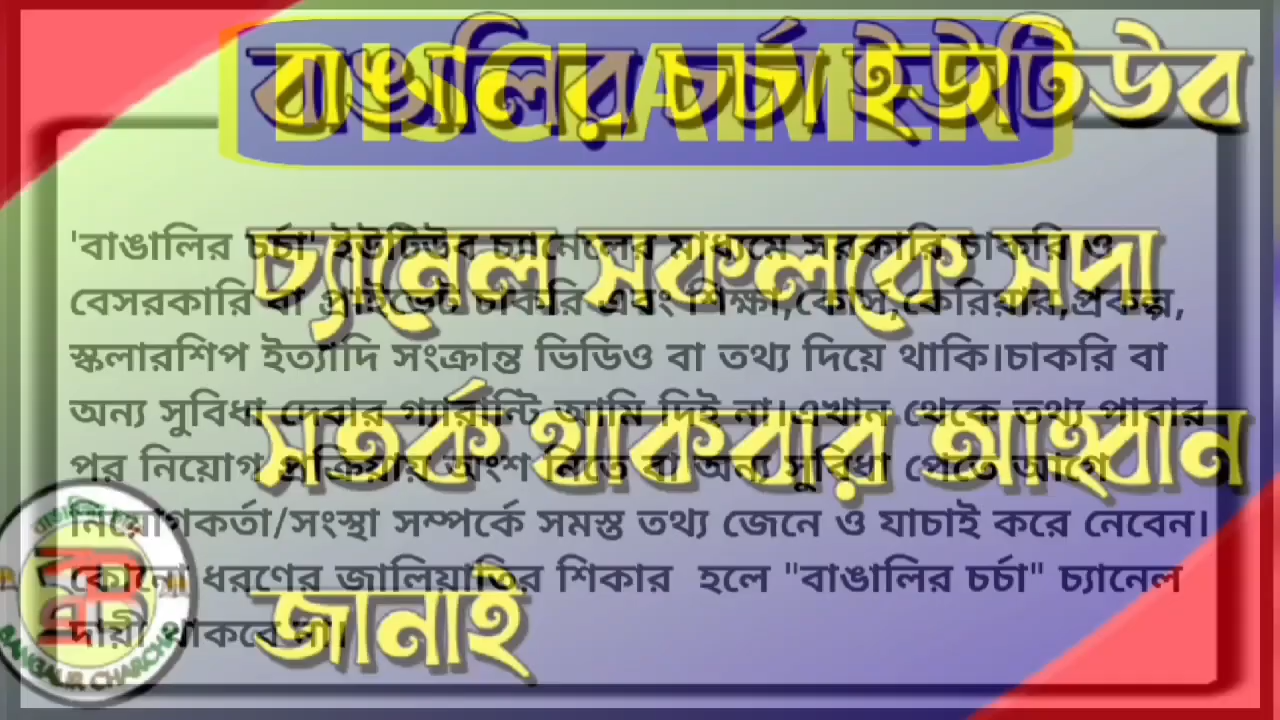 DISCLAIMER
বাঙালির চর্চা ইউটিউব
চ্যানেল সকলকে সদা
সতর্ক থাকবার আহ্বান
জানাই
'বাঙালির চর্চা' ইউটিউব চ্যানেলের মাধ্যমে সরকারি চাকরি ও
বেসরকারি বা প্রাইভেট চাকরি এবং শিক্ষা,কোর্স,কেরিয়ার,প্রকল্প,
স্কলারশিপ ইত্যাদি সংক্রান্ত ভিডিও বা তথ্য দিয়ে থাকি।চাকরি বা
অন্য সুবিধা দেবার গ্যারান্টি আমি দিই না।এখান থেকে তথ্য পাবার
পর নিয়োগ প্রক্রিয়ায় অংশ নিতে বা অন্য সুবিধা পেতে আগে
নিয়োগকর্তা/সংস্থা সম্পর্কে সমস্ত তথ্য জেনে ও যাচাই করে নেবেন।
কোনো ধরণের জালিয়াতির শিকার হলে "বাঙালির চর্চা" চ্যানেল
দায়ী থাকবে না।
BANGALIR CHARCHA